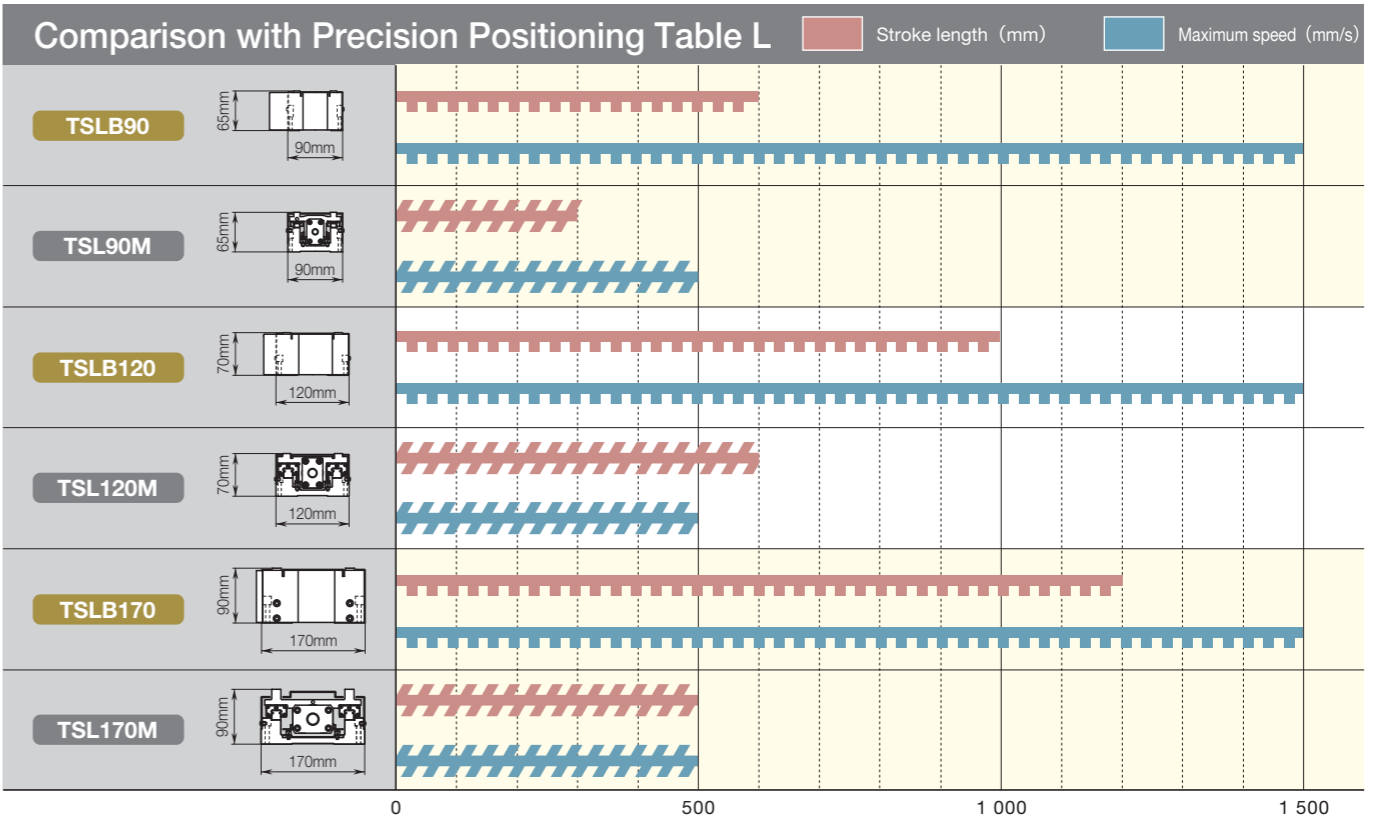 Comparison with Precision Positioning Table L
Stroke length（mm）
Maximum speed（mm/s）
TSLB90
65mm
90mm
TSL90M
65mm
90mm
TSLB120
70mm
120mm
TSL120M
70mm
120mm
TSLB170
90mm
170mm
TSL170M
90mm
170mm
0 500 1 000 1 500